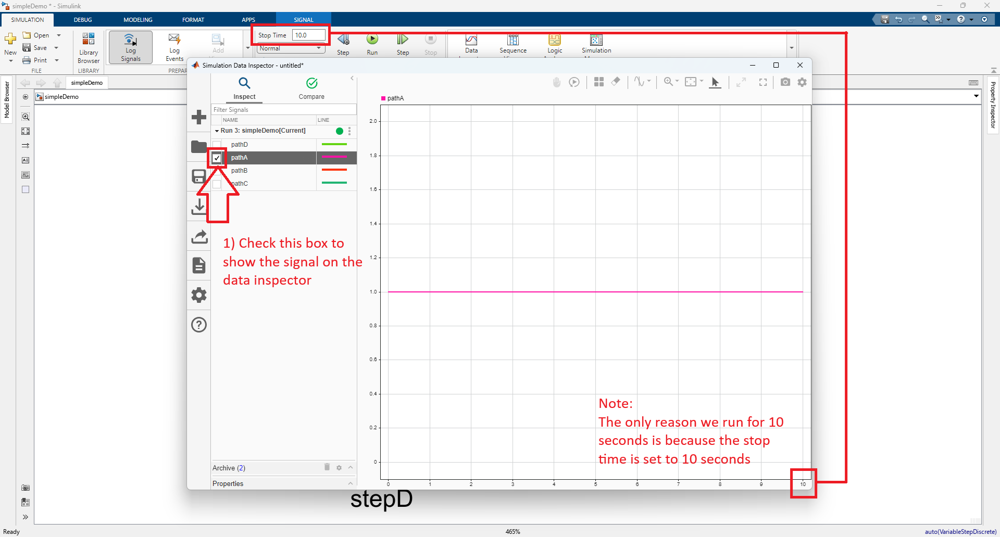 simpleDemo * - Simulink
SIMULATION
DEBUG
MODELING
FORMAT
APPS
SIGNAL
New
Open
Save
Print
FILE
Library
Browser
LIBRARY
Log
Signals
Log
Events
Add
PREPAR
Stop Time
10.0
Normal
Step
Run
Step
Stop
Data
Sequence
Logic
Simulation
Model Browser
simpleDemo
simpleDemo
Property Inspector
Simulation Data Inspector - untitled*
Inspect
Compare
Filter Signals
NAME
LINE
Run 3: simpleDemo[Current]
pathD
pathA
pathB
pathC
1) Check this box to
show the signal on the
data inspector
pathA
2.0
1.8
1.6
1.4
1.2
1.0
0.8
0.6
0.4
0.2
0
Note:
The only reason we run for 10
seconds is because the stop
time is set to 10 seconds
0 1 2 3 4 5 6 7 8 9 10
Archive (2)
Properties
stepD
Ready
465%
auto(VariableStepDiscrete)